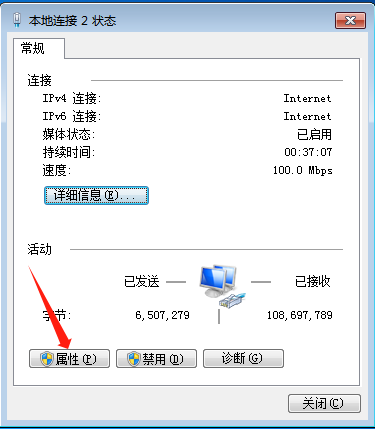 本地连接 2 状态
常规
连接
IPv4 连接: Internet
IPv6 连接: Internet
媒体状态: 已启用
持续时间: 00:37:07
速度: 100.0 Mbps
详细信息(E)...
活动
已发送 已接收
字节: 6,507,279 108,697,789
属性(P) 禁用(D) 诊断(G)
关闭(C)